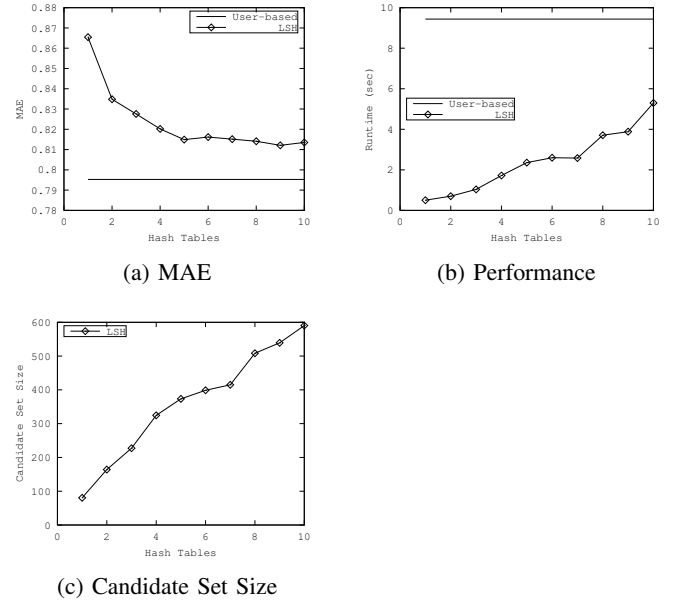 0.88
0.87
0.86
0.85
0.84
0.83
0.82
0.81
0.8
0.79
0.78
MAE
User-based
LSH
0 2 4 6 8 10
Hash Tables
(a) MAE
10
8
6
4
2
0
Runtime (sec)
User-based
LSH
0 2 4 6 8 10
Hash Tables
(b) Performance
600
500
400
300
200
100
0
Candidate Set Size
LSH
0 2 4 6 8 10
Hash Tables
(c) Candidate Set Size